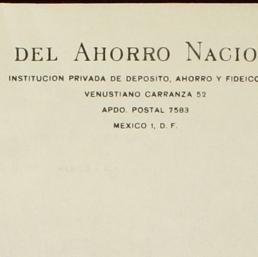 DEL AHORRO NACIO
INSTITUCION PRIVADA DE DEPOSITO, AHORRO Y FIDEICO
VENUSTIANO CARRANZA 52
APDO. POSTAL 7583
MEXICO 1, D. F.